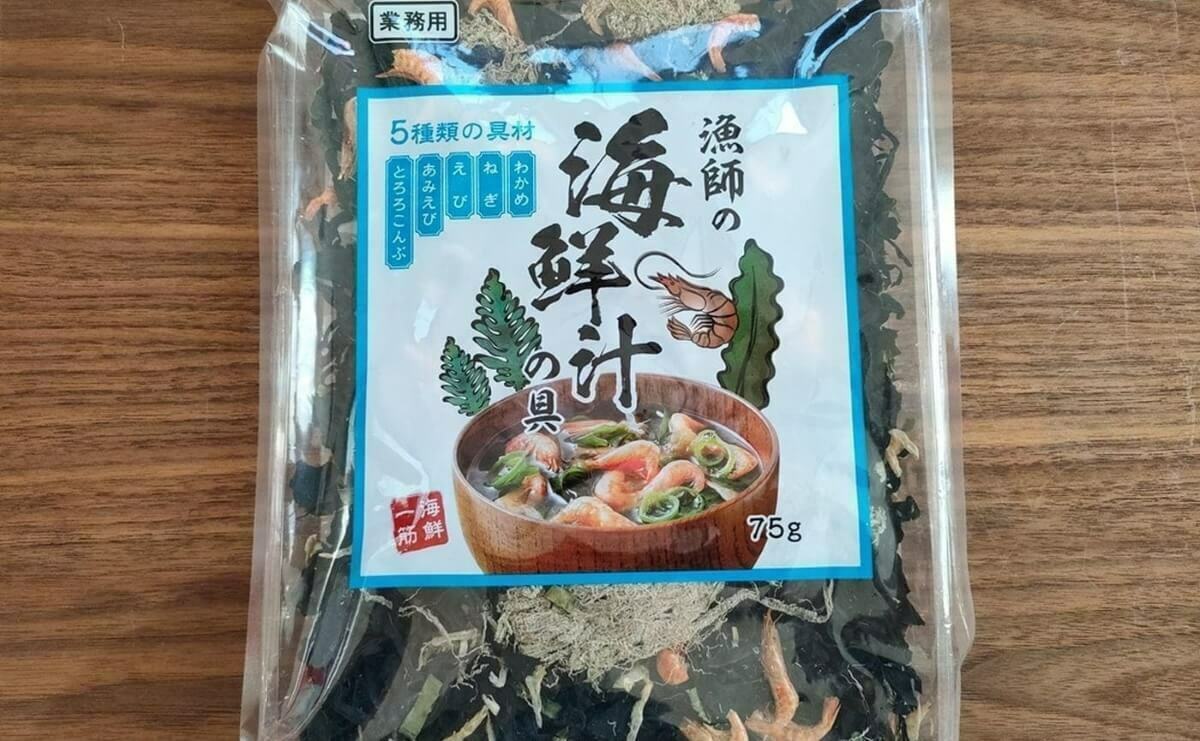 業務用
漁師の
海鮮汁
の具
5種類の具材
わかめ
ねぎ
えび
あみえび
とろろこんぶ
海鮮
一筋
75g